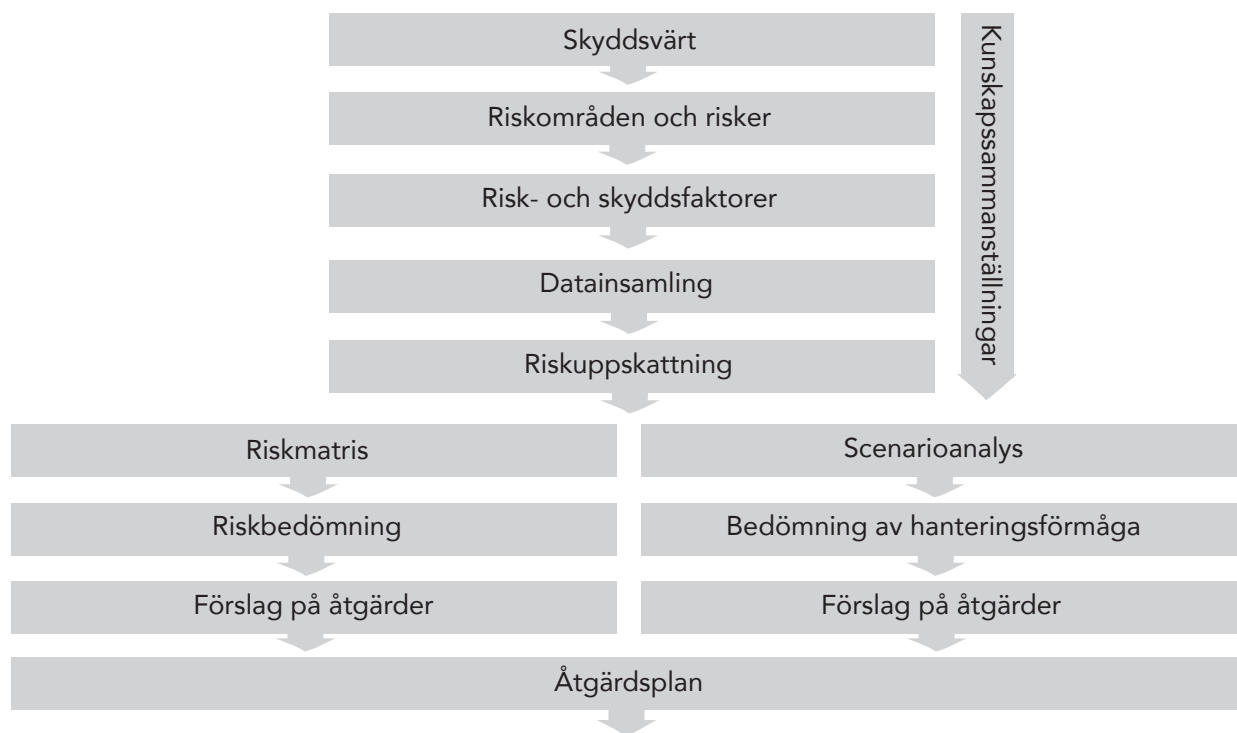 Skyddsvärt
Riskområden och risker
Risk- och skyddsfaktorer
Datainsamling
Riskuppskattning
Kunskapssammanställningar
Riskmatris
Scenarioanalys
Riskbedömning
Bedömning av hanteringsförmåga
Förslag på åtgärder
Förslag på åtgärder
Åtgärdsplan